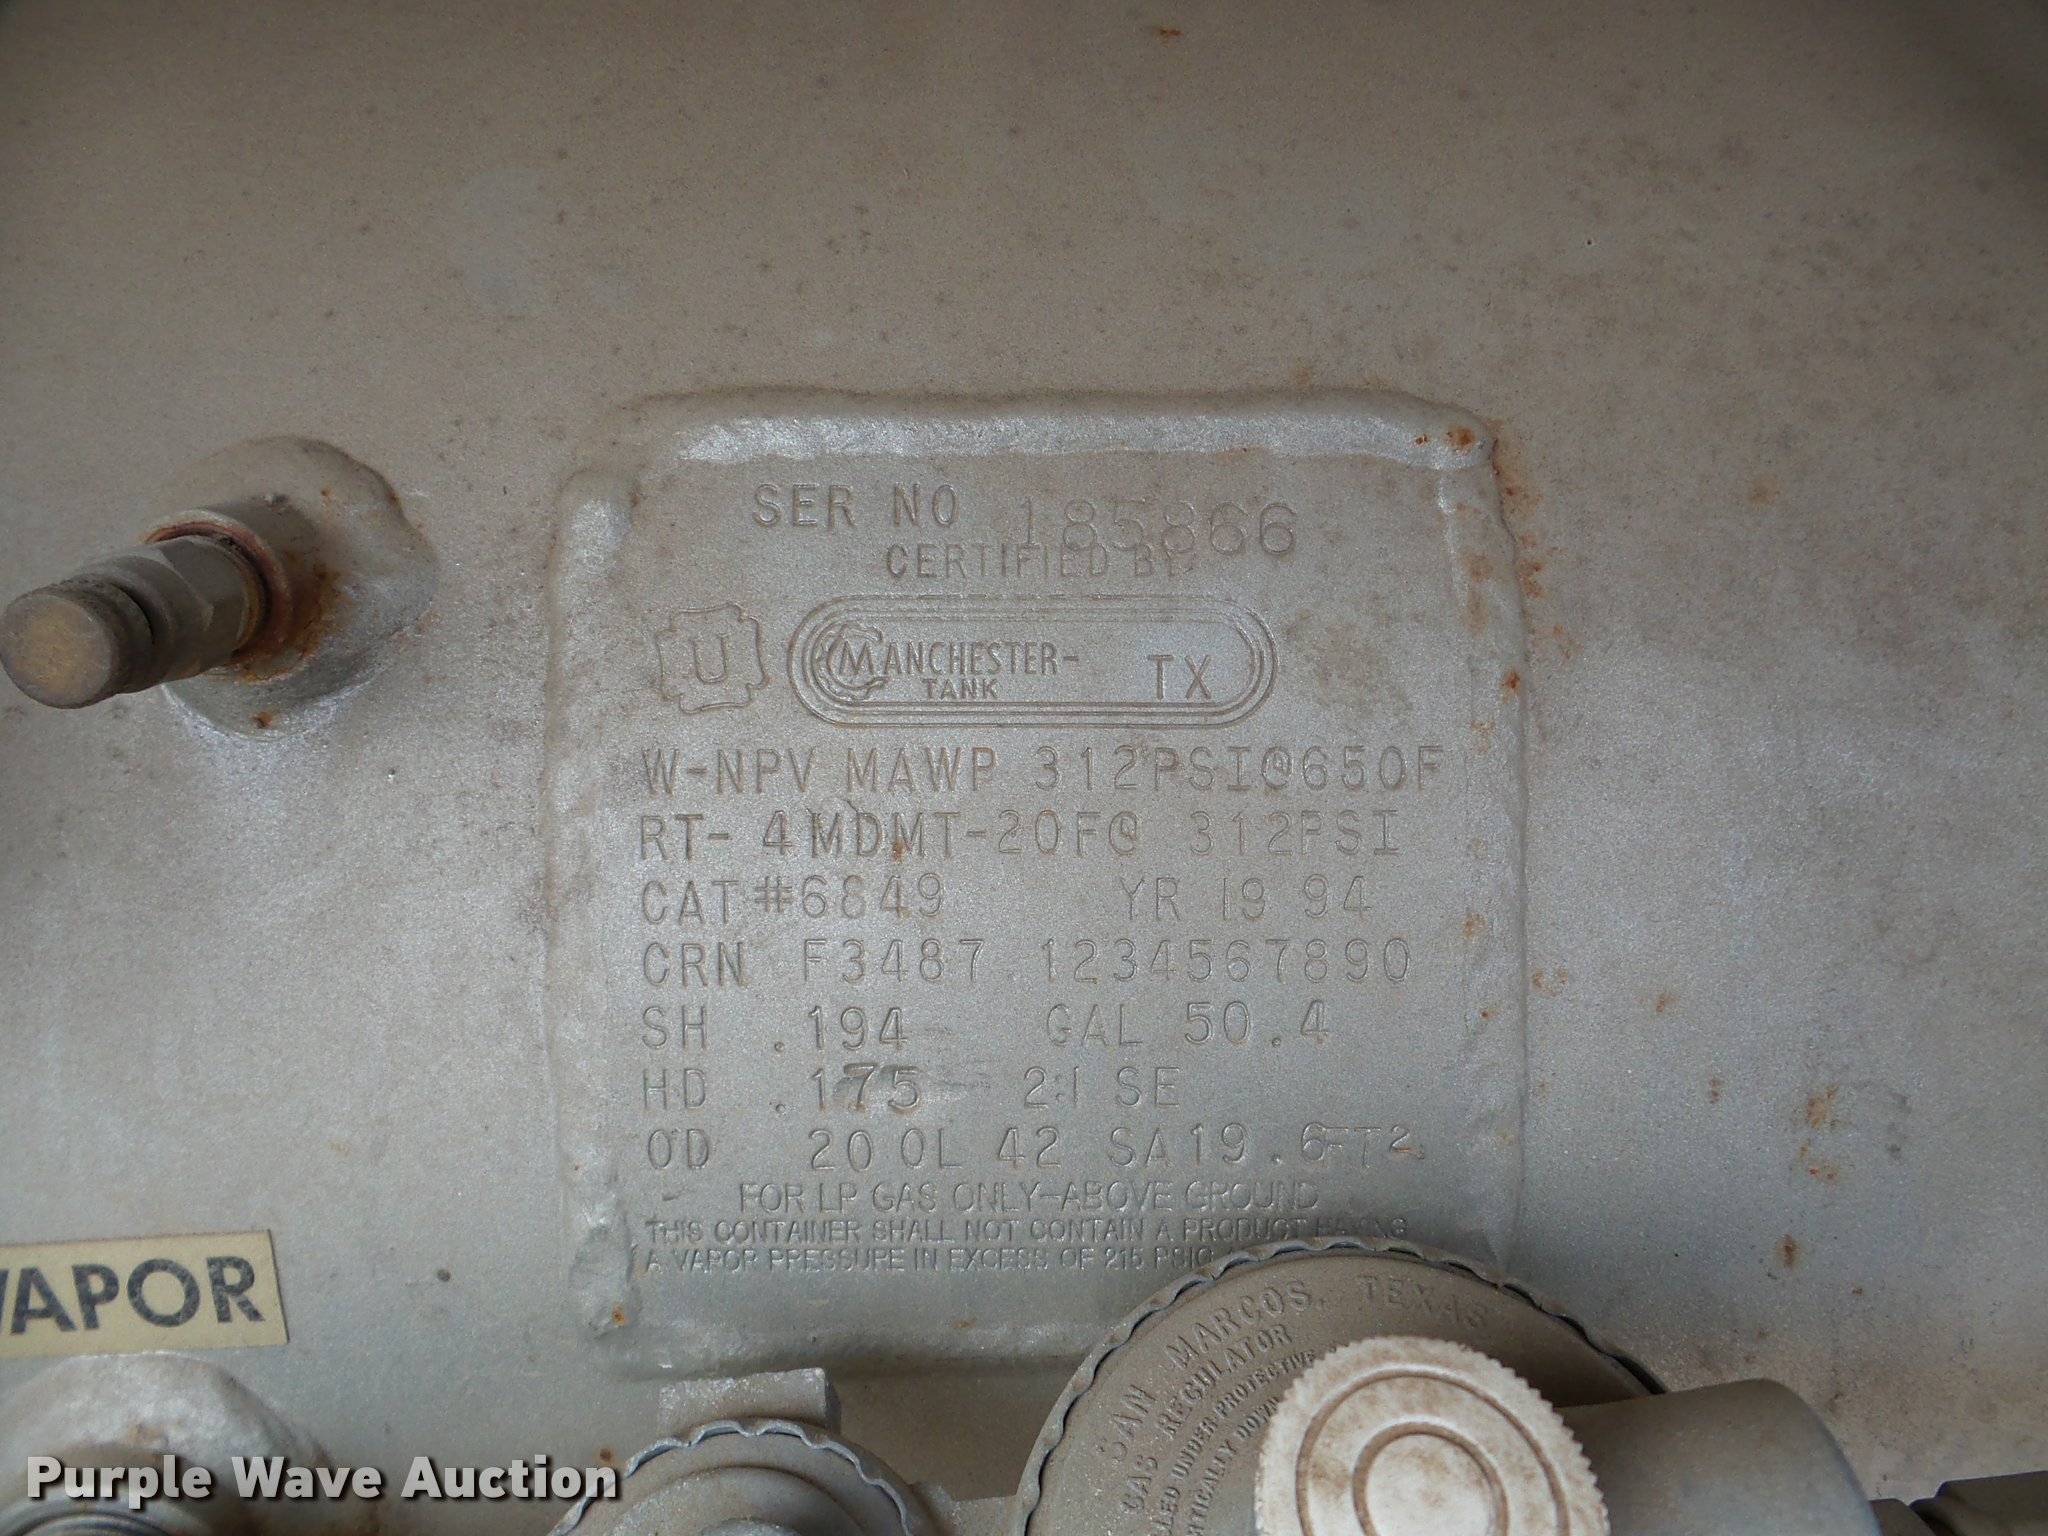 SER NO 185866
CERTIFIED BY
U
MANCHESTER-
TANK
TX
W-NPV MAWP 312PSI@650F
RT- 4 MDMT-20F@ 312PSI
CAT#6849 YR 19 94
CRN F3487 .1234567890
SH .194 GAL 50.4
HD .175 2:1 SE
OD 20 OL 42 SA19.6FT2
FOR LP GAS ONLY-ABOVE GROUND
THIS CONTAINER SHALL NOT CONTAIN A PRODUCT HAVING
A VAPOR PRESSURE IN EXCESS OF 215 PSIG
VAPOR
SAN MARCOS, TEXAS
GAS REGULATOR
UNDER PROTECTIVE
DOWN
Purple Wave Auction